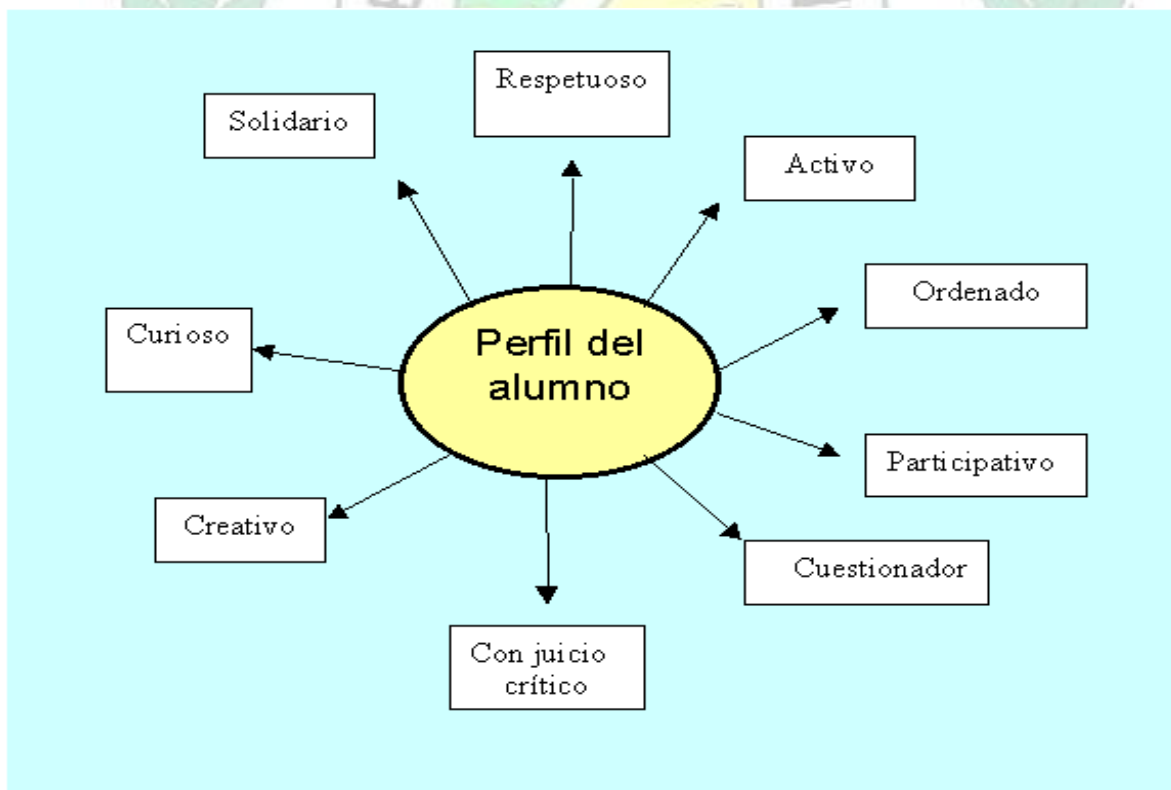 Respetuoso
Solidario
Activo
Ordenado
Curioso
Perfil del
alumno
Participativo
Creativo
Cuestionador
Con juicio
crítico